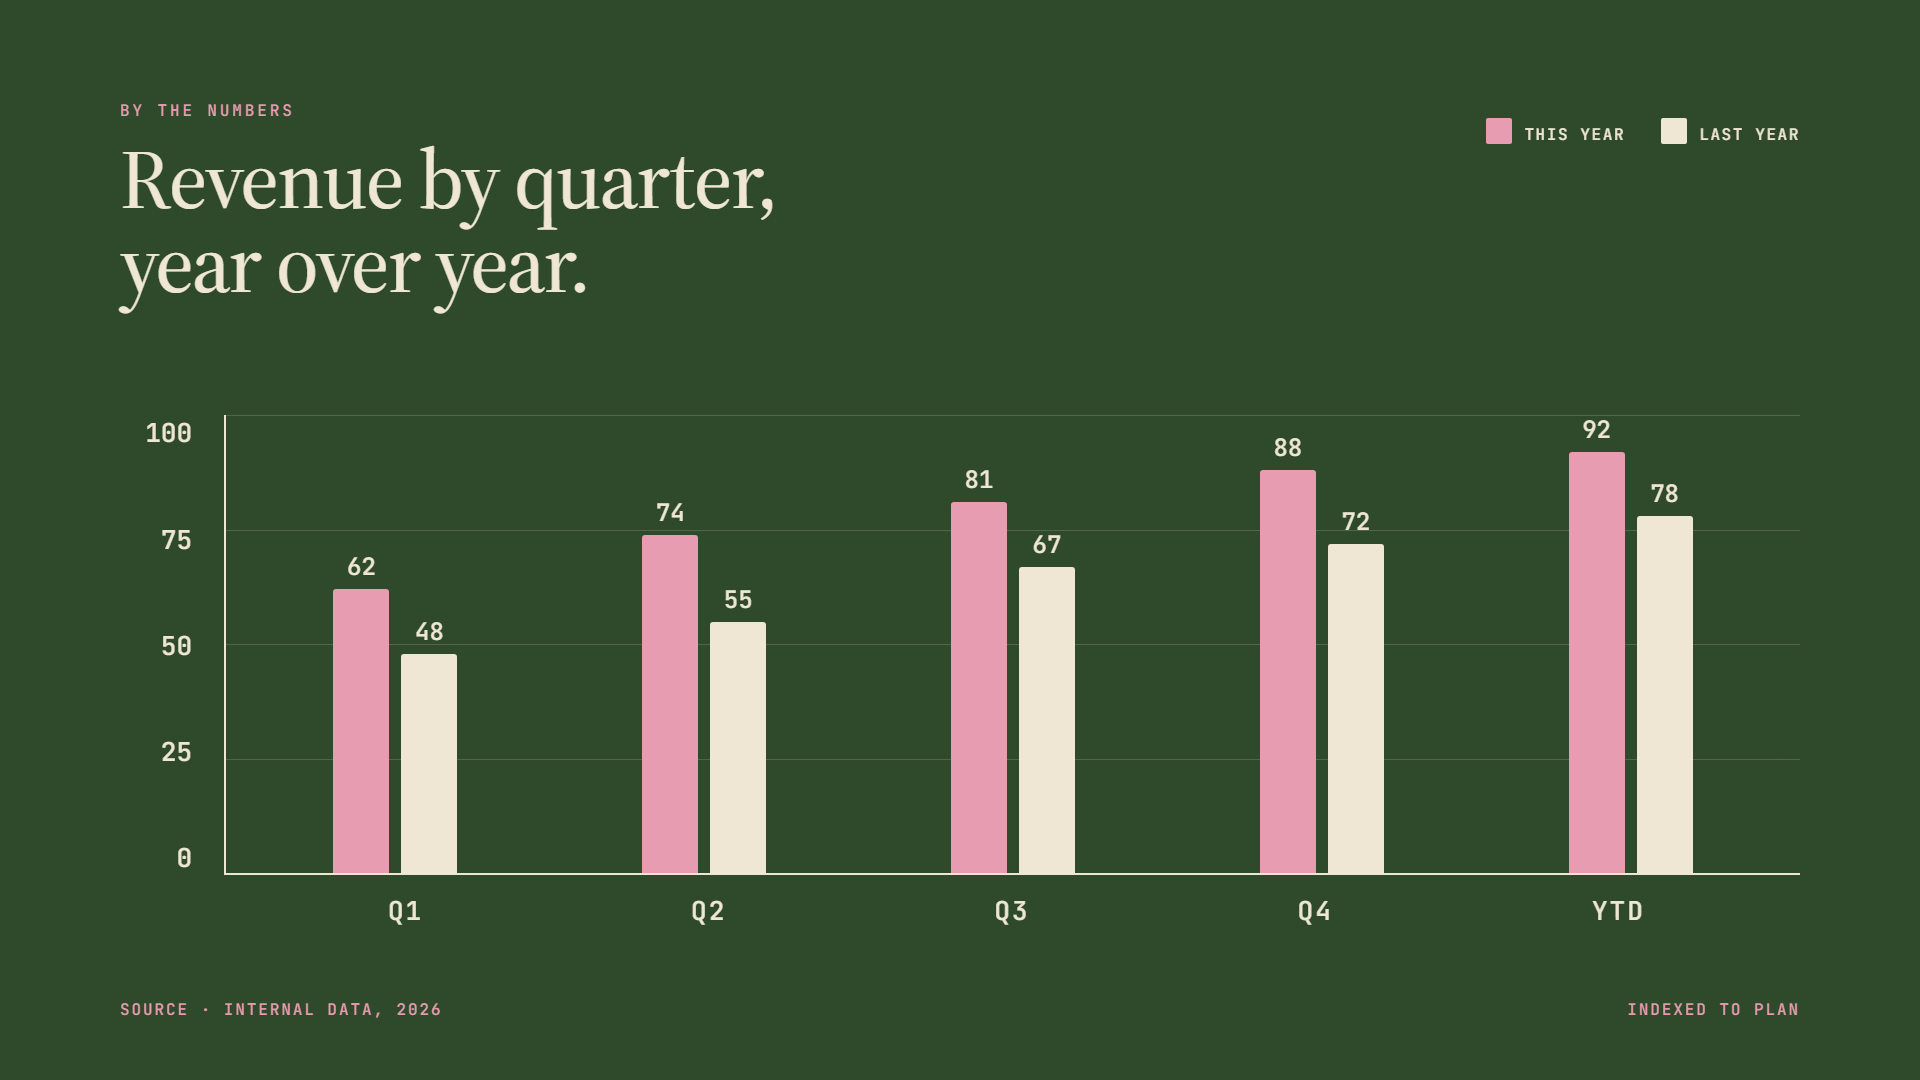 BY THE NUMBERS
Revenue by quarter,
year over year.
THIS YEAR
LAST YEAR
100
75
50
25
0
62
48
74
55
81
67
88
72
92
78
Q1
Q2
Q3
Q4
YTD
SOURCE · INTERNAL DATA, 2026
INDEXED TO PLAN